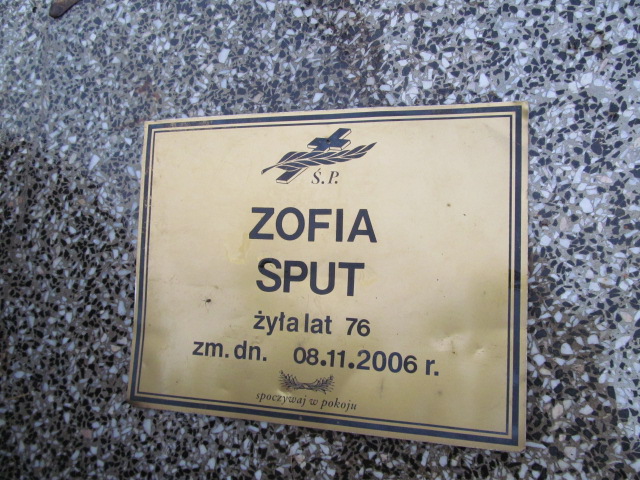 Ś.P.
ZOFIA
SPUT
żyła lat 76
zm. dn. 08.11.2006 r.
spoczywaj w pokoju